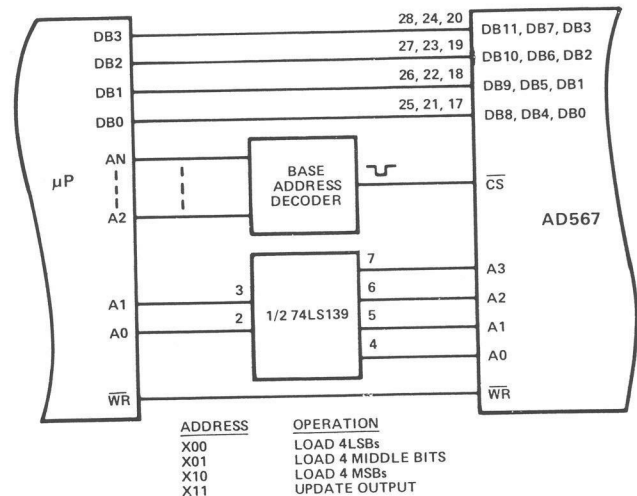 28, 24, 20
DB3
DB11, DB7, DB3
27, 23, 19
DB2
DB10, DB6, DB2
26, 22, 18
DB1
DB9, DB5, DB1
25, 21, 17
DB0
DB8, DB4, DB0
AN
μP
BASE
ADDRESS
DECODER
CS
A2
AD567
7
A3
3
6
A1
A2
2
1/2 74LS139
5
A0
A1
4
A0
WR
WR
ADDRESS OPERATION
X00 LOAD 4LSBs
X01 LOAD 4 MIDDLE BITS
X10 LOAD 4 MSBs
X11 UPDATE OUTPUT